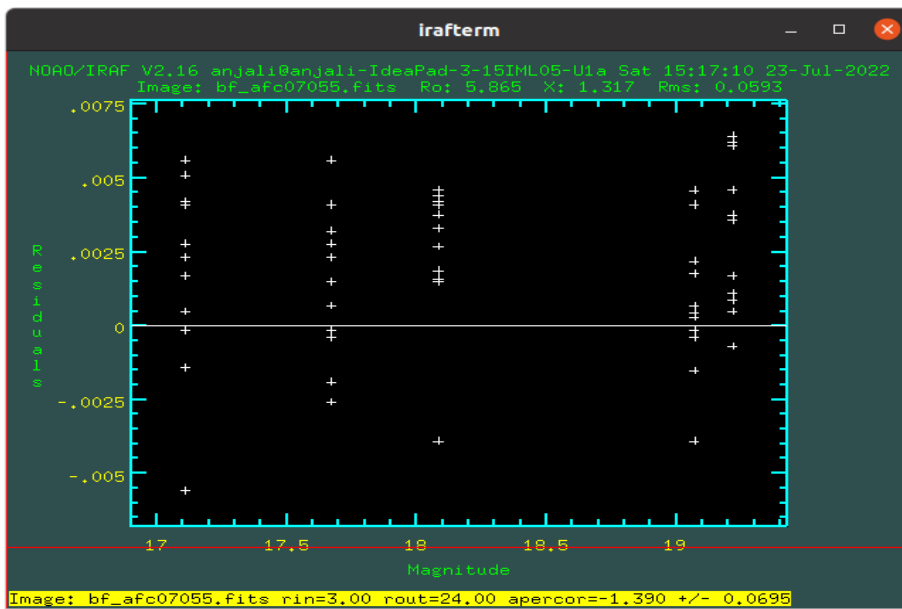 irafterm
NOAO/IRAF V2.16 anjali@anjali-IdeaPad-3-15IML05-U1a Sat 15:17:10 23-Jul-2022
Image: bf_afc07055.fits Ro: 5.865 X: 1.317 Rms: 0.0593
.0075
.005
.0025
0
-.0025
-.005
Residuals
17 17.5 18 18.5 19
Magnitude
Image: bf_afc07055.fits rin=3.00 rout=24.00 apercor=-1.390 +/- 0.0695